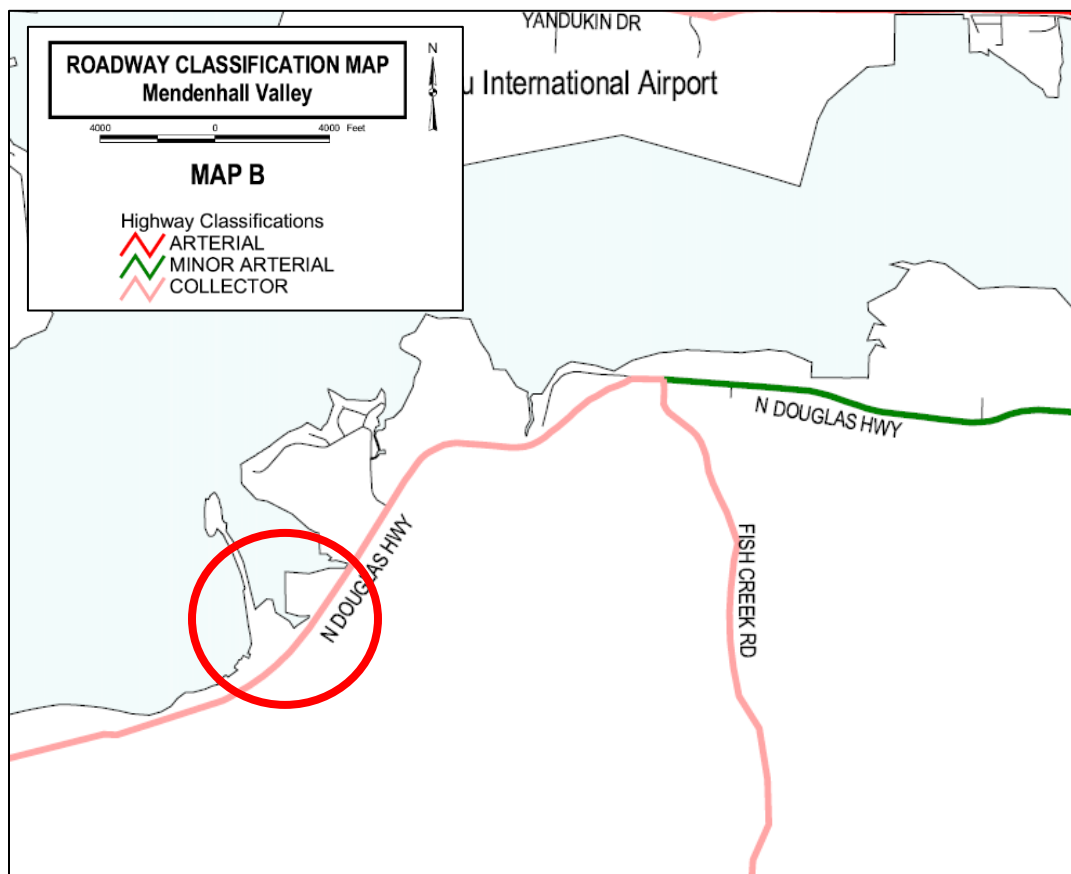 YANDUKIN DR
ROADWAY CLASSIFICATION MAP
Mendenhall Valley
N
u International Airport
4000 0 4000 Feet
MAP B
Highway Classifications
ARTERIAL
MINOR ARTERIAL
COLLECTOR
N DOUGLAS HWY
N DOUGLAS HWY
FISH CREEK RD